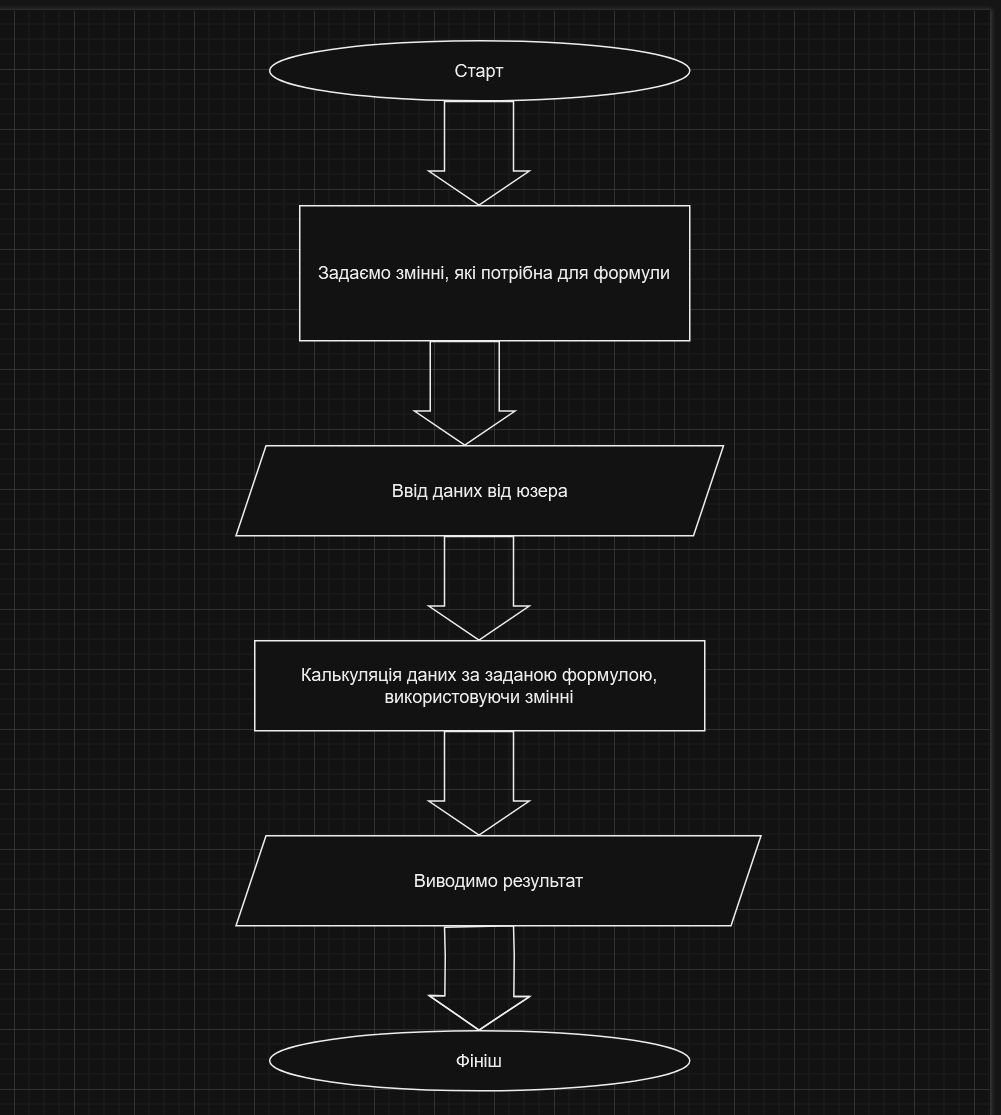 Старт
Задаємо змінні, які потрібна для формули
Ввід даних від юзера
Калькуляція даних за заданою формулою,
використовуючи змінні
Виводимо результат
Фініш